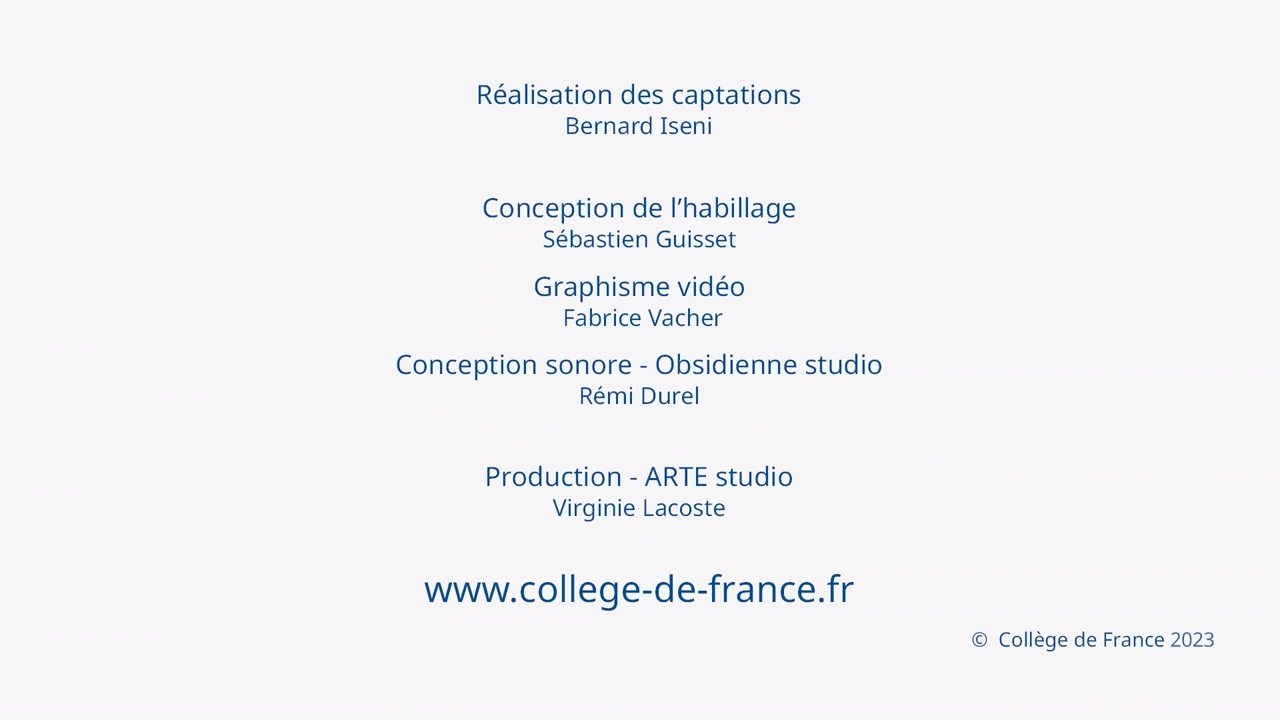 Réalisation des captations
Bernard Iseni
Conception de l’habillage
Sébastien Guisset
Graphisme vidéo
Fabrice Vacher
Conception sonore - Obsidienne studio
Rémi Durel
Production - ARTE studio
Virginie Lacoste
www.college-de-france.fr
© Collège de France 2023